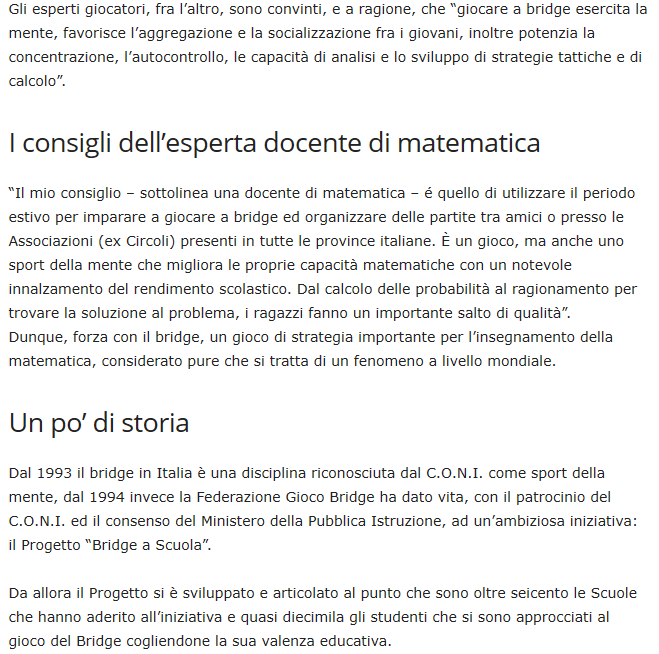 Gli esperti giocatori, fra l’altro, sono convinti, e a ragione, che “giocare a bridge esercita la
mente, favorisce l’aggregazione e la socializzazione fra i giovani, inoltre potenzia la
concentrazione, l’autocontrollo, le capacità di analisi e lo sviluppo di strategie tattiche e di
calcolo”.
I consigli dell’esperta docente di matematica
“Il mio consiglio – sottolinea una docente di matematica – é quello di utilizzare il periodo
estivo per imparare a giocare a bridge ed organizzare delle partite tra amici o presso le
Associazioni (ex Circoli) presenti in tutte le province italiane. È un gioco, ma anche uno
sport della mente che migliora le proprie capacità matematiche con un notevole
innalzamento del rendimento scolastico. Dal calcolo delle probabilità al ragionamento per
trovare la soluzione al problema, i ragazzi fanno un importante salto di qualità”.
Dunque, forza con il bridge, un gioco di strategia importante per l’insegnamento della
matematica, considerato pure che si tratta di un fenomeno a livello mondiale.
Un po’ di storia
Dal 1993 il bridge in Italia è una disciplina riconosciuta dal C.O.N.I. come sport della
mente, dal 1994 invece la Federazione Gioco Bridge ha dato vita, con il patrocinio del
C.O.N.I. ed il consenso del Ministero della Pubblica Istruzione, ad un’ambiziosa iniziativa:
il Progetto “Bridge a Scuola”.
Da allora il Progetto si è sviluppato e articolato al punto che sono oltre seicento le Scuole
che hanno aderito all’iniziativa e quasi diecimila gli studenti che si sono approcciati al
gioco del Bridge cogliendone la sua valenza educativa.